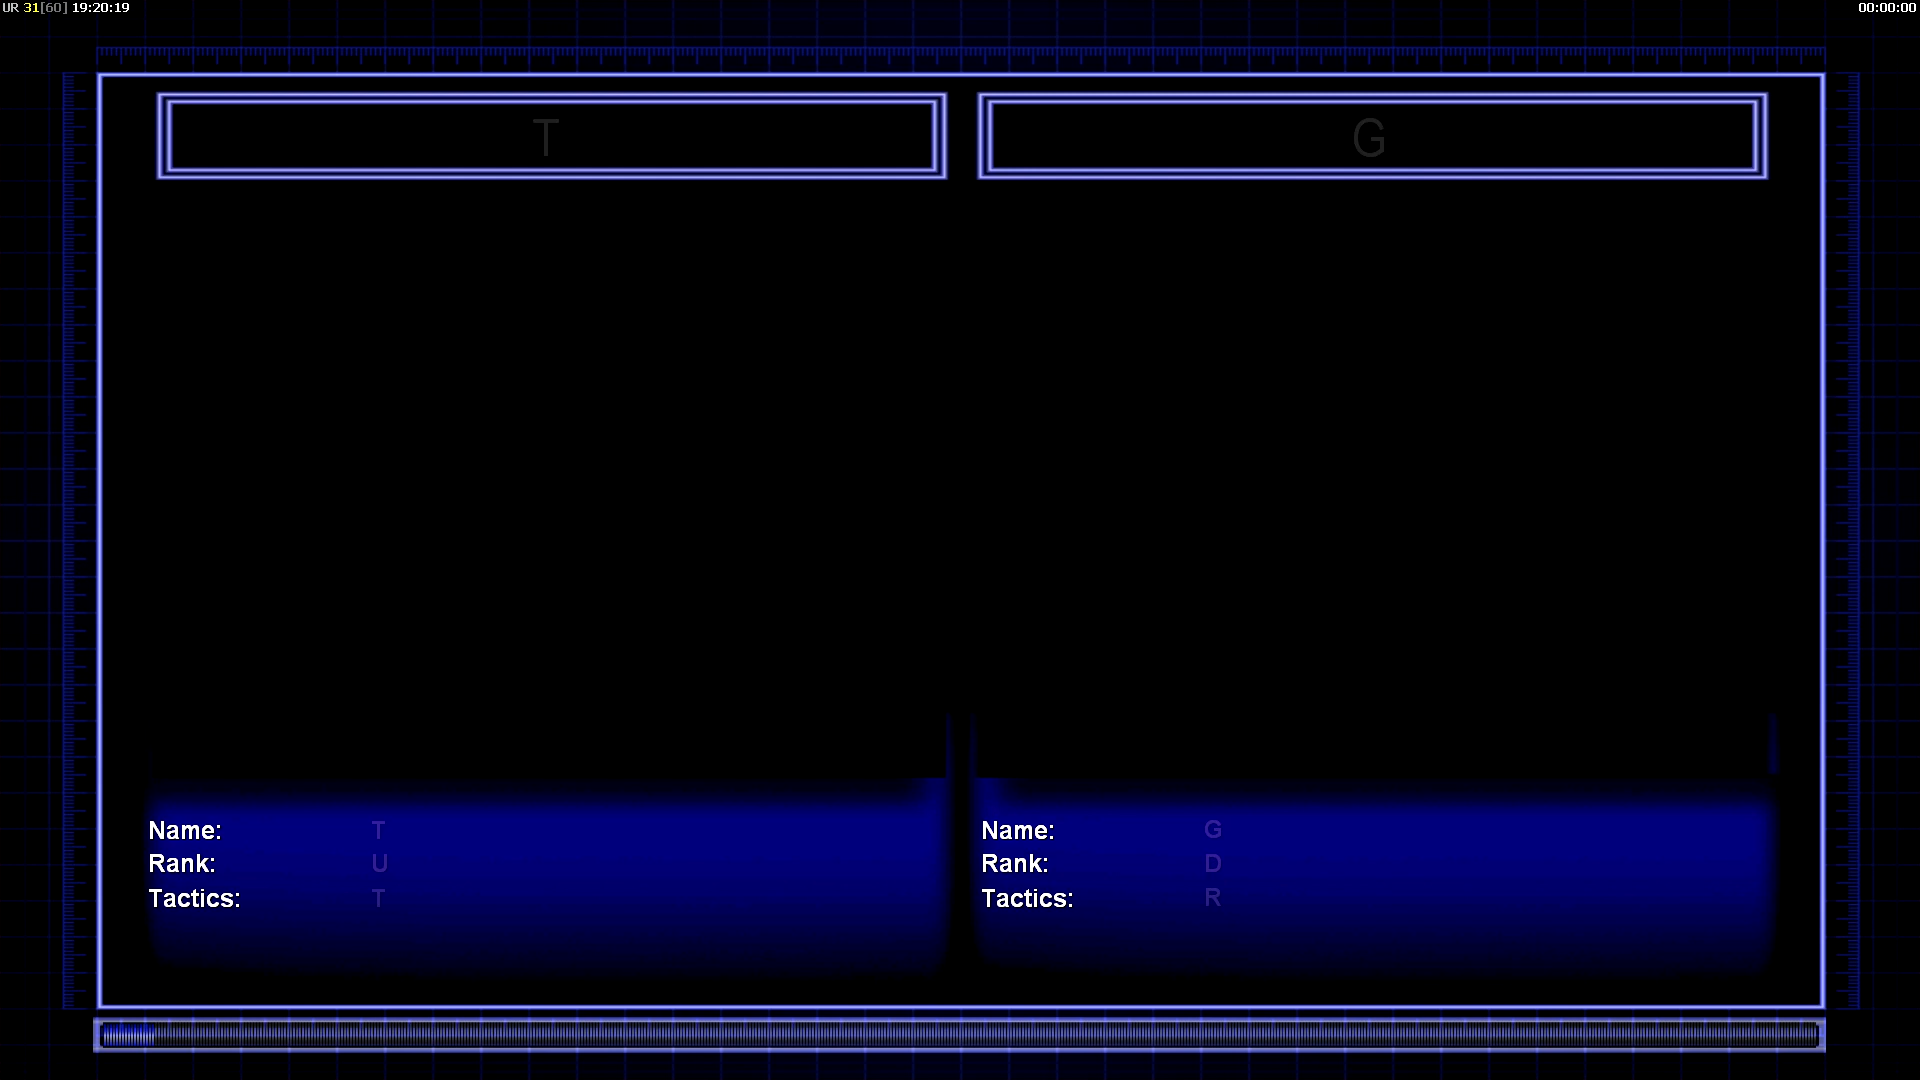 UR 31[60] 19:20:19 00:00:00
T G
Name: T
Rank: U
Tactics: T
Name: G
Rank: D
Tactics: R